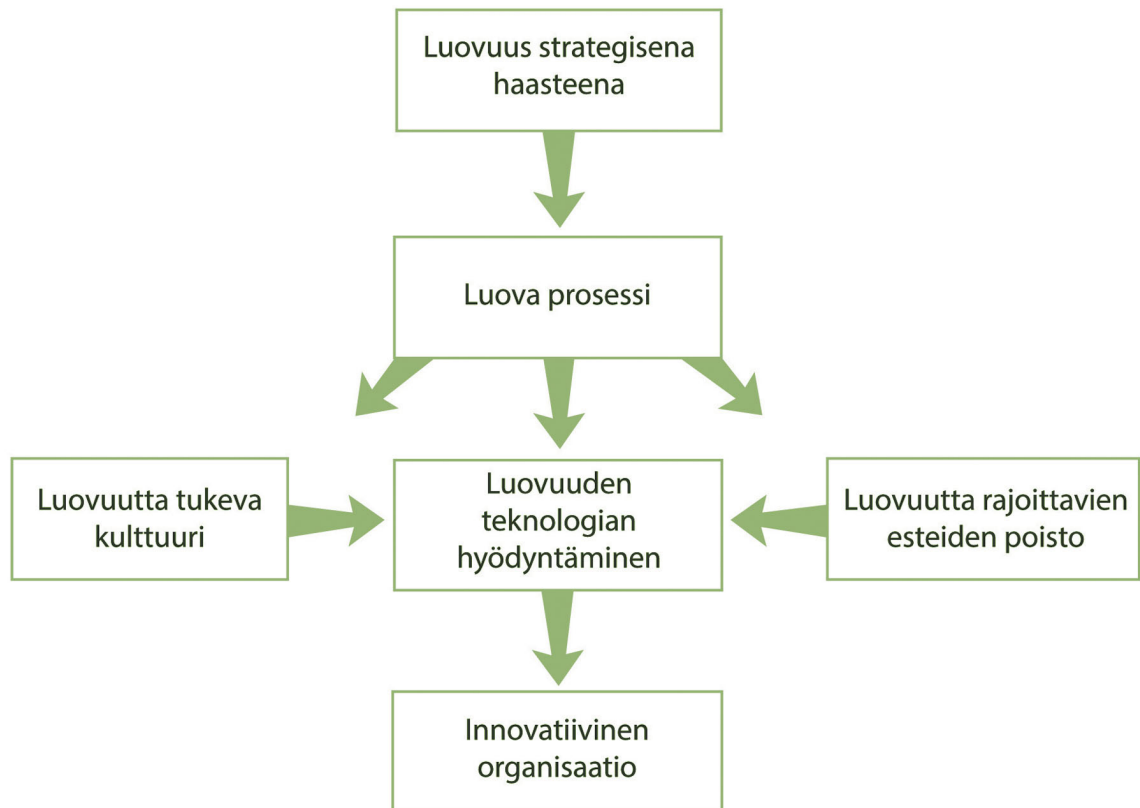 Luovuus strategisena
haasteena
Luova prosessi
Luovuutta tukeva
kulttuuri
Luovuuden
teknologian
hyödyntäminen
Luovuutta rajoittavien
esteiden poisto
Innovatiivinen
organisaatio